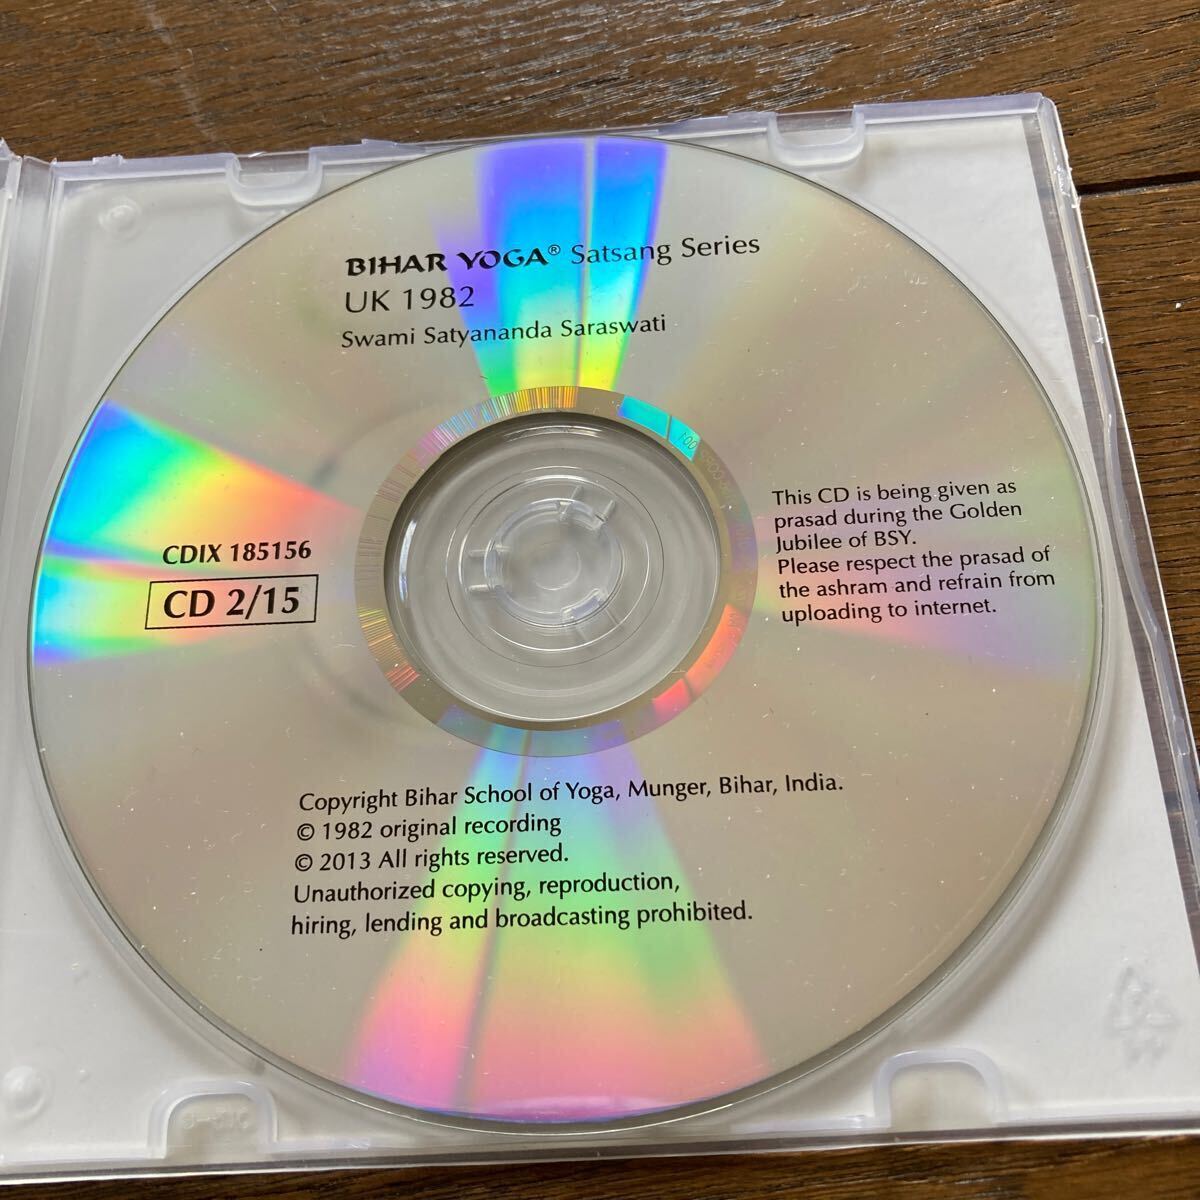 BIHAR YOGA® Satsang Series
UK 1982
Swami Satyananda Saraswati
CDIX 185156
CD 2/15
This CD is being given as
prasad during the Golden
Jubilee of BSY.
Please respect the prasad of
the ashram and refrain from
uploading to internet.
Copyright Bihar School of Yoga, Munger, Bihar, India.
© 1982 original recording
© 2013 All rights reserved.
Unauthorized copying, reproduction,
hiring, lending and broadcasting prohibited.